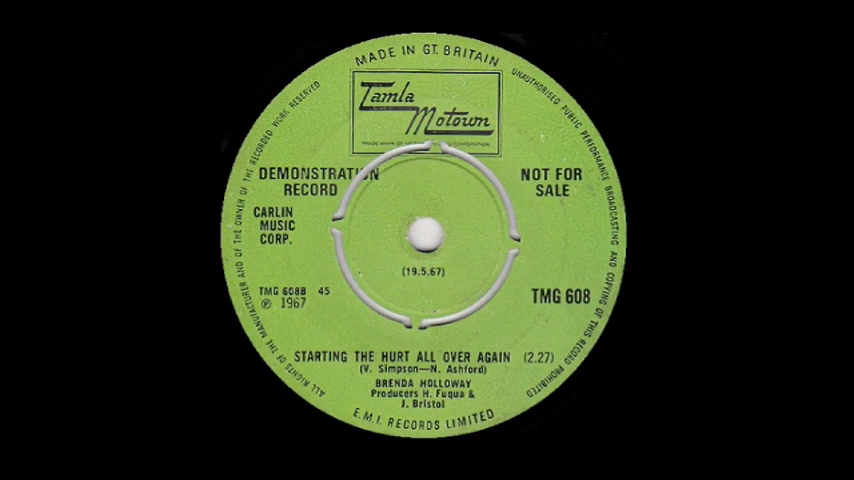 MADE IN GT. BRITAIN
Tamla
Motown
DEMONSTRATION
RECORD
NOT FOR
SALE
CARLIN
MUSIC
CORP.
(19.5.67)
TMG 608B 45
℗ 1967
TMG 608
STARTING THE HURT ALL OVER AGAIN (2.27)
(V. Simpson—N. Ashford)
BRENDA HOLLOWAY
Producers H. Fuqua &
J. Bristol
E.M.I. RECORDS LIMITED
ALL RIGHTS OF THE MANUFACTURER AND OF THE OWNER OF THE RECORDED WORK RESERVED
UNAUTHORISED PUBLIC PERFORMANCE BROADCASTING AND COPYING OF THIS RECORD PROHIBITED